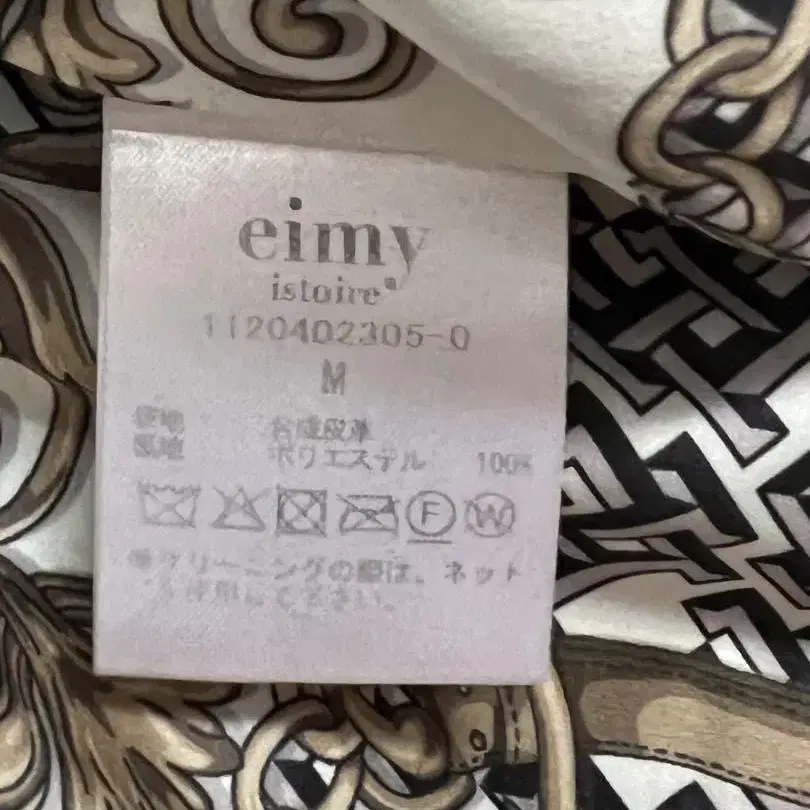 eimy
istoire
1120402305-0
M
表地 合成皮革
裏地 ポリエステル 100%
F W
●クリーニングの際は、ネット
を使用してください。